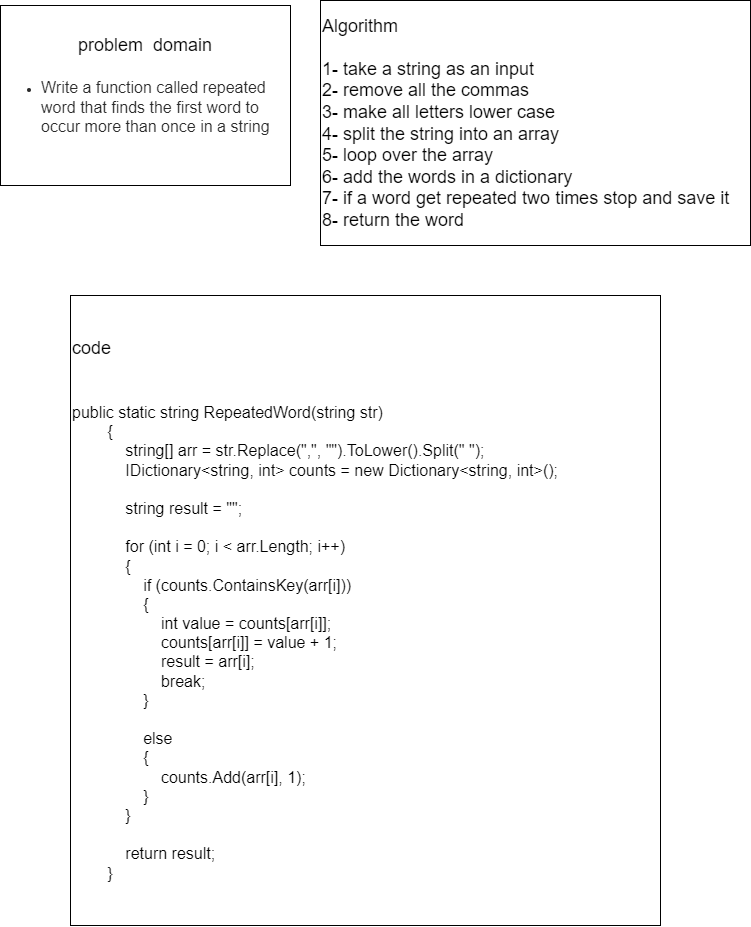 problem  domain
• Write a function called repeated
word that finds the first word to
occur more than once in a string
Algorithm
1- take a string as an input
2- remove all the commas
3- make all letters lower case
4- split the string into an array
5- loop over the array
6- add the words in a dictionary
7- if a word get repeated two times stop and save it
8- return the word
code
public static string RepeatedWord(string str)
{
string[] arr = str.Replace(",", "").ToLower().Split(" ");
IDictionary<string, int> counts = new Dictionary<string, int>();
string result = "";
for (int i = 0; i < arr.Length; i++)
{
if (counts.ContainsKey(arr[i]))
{
int value = counts[arr[i]];
counts[arr[i]] = value + 1;
result = arr[i];
break;
}
else
{
counts.Add(arr[i], 1);
}
}
return result;
}